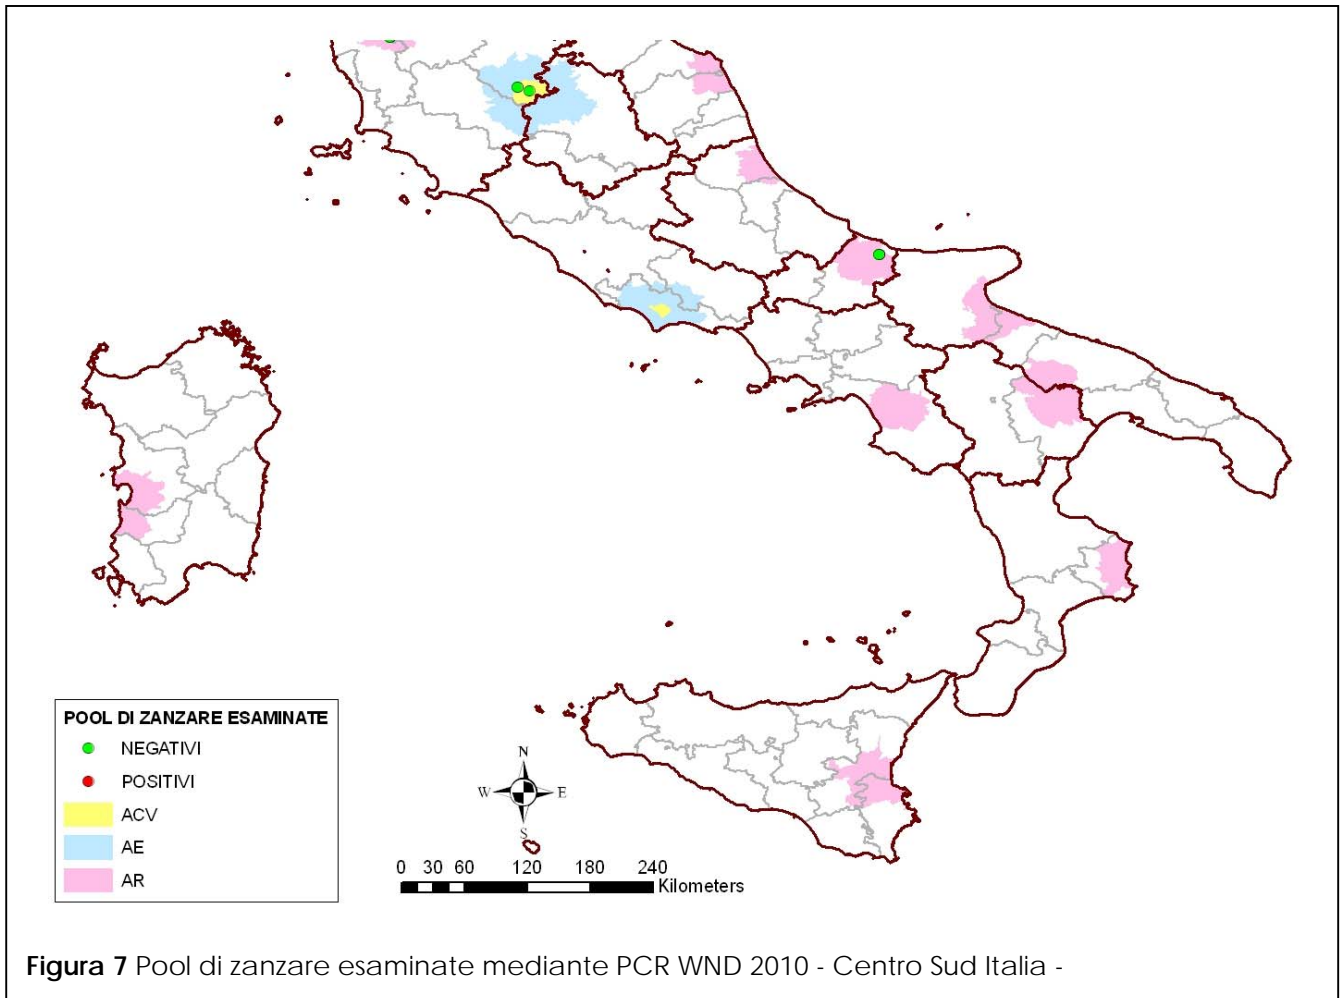 POOL DI ZANZARE ESAMINATE
NEGATIVI
POSITIVI
ACV
AE
AR
N
W E
S
0 30 60 120 180 240
Kilometers
Figura 7 Pool di zanzare esaminate mediante PCR WND 2010 - Centro Sud Italia -